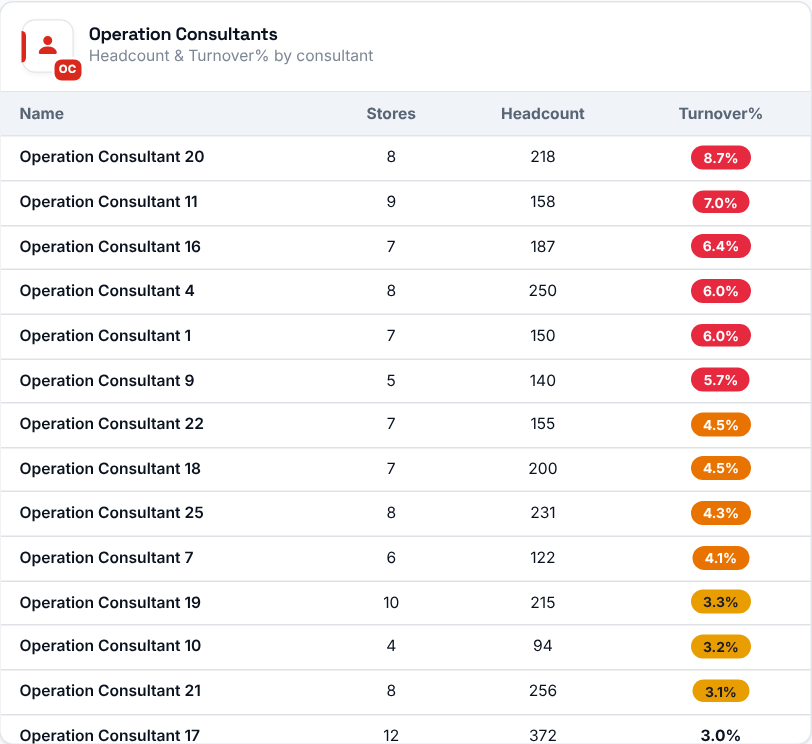 Operation Consultants
Headcount & Turnover% by consultant
OC
Name Stores Headcount Turnover%
Operation Consultant 20 8 218 8.7%
Operation Consultant 11 9 158 7.0%
Operation Consultant 16 7 187 6.4%
Operation Consultant 4 8 250 6.0%
Operation Consultant 1 7 150 6.0%
Operation Consultant 9 5 140 5.7%
Operation Consultant 22 7 155 4.5%
Operation Consultant 18 7 200 4.5%
Operation Consultant 25 8 231 4.3%
Operation Consultant 7 6 122 4.1%
Operation Consultant 19 10 215 3.3%
Operation Consultant 10 4 94 3.2%
Operation Consultant 21 8 256 3.1%
Operation Consultant 17 12 372 3.0%